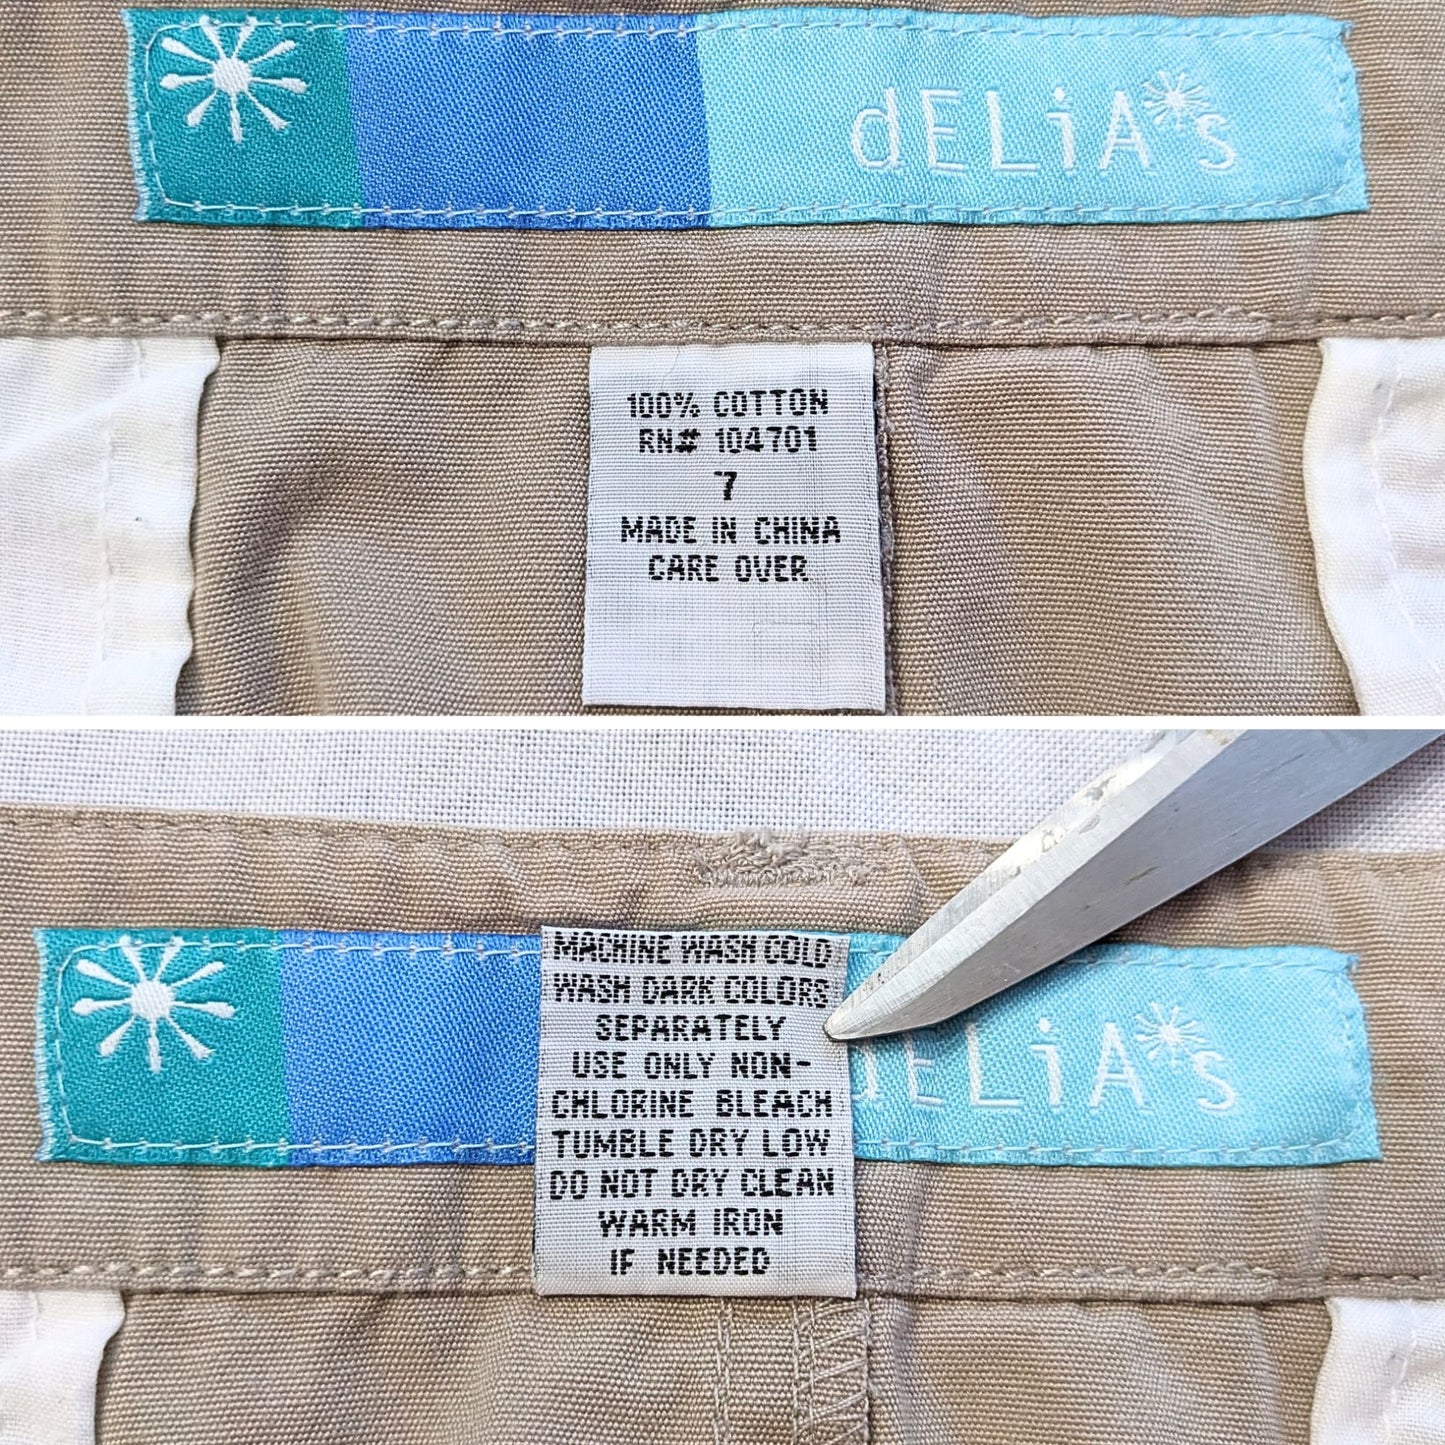 dELiA*s
100% COTTON
RN# 104701
7
MADE IN CHINA
CARE OVER
MACHINE WASH COLD
WASH DARK COLORS
SEPARATELY
USE ONLY NON-
CHLORINE BLEACH
TUMBLE DRY LOW
DO NOT DRY CLEAN
WARM IRON
IF NEEDED
dELiA*s